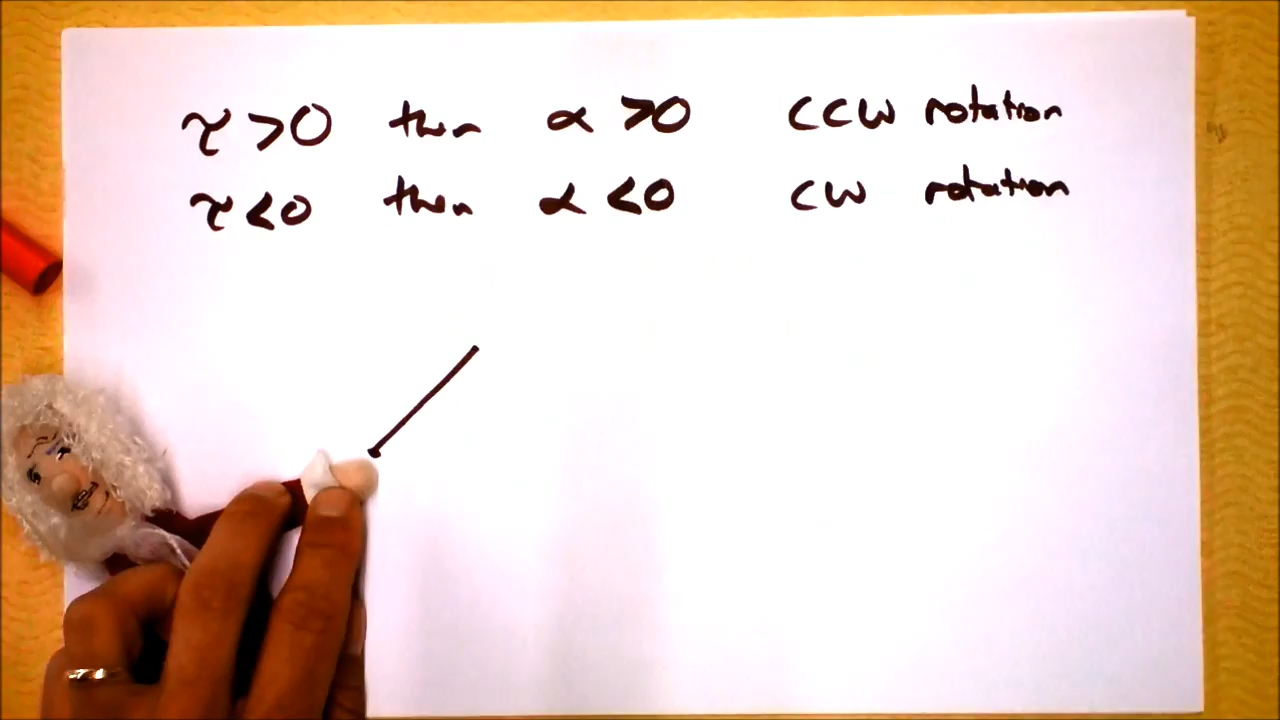 τ > 0 then α > 0 CCW rotation
τ < 0 then α < 0 CW rotation